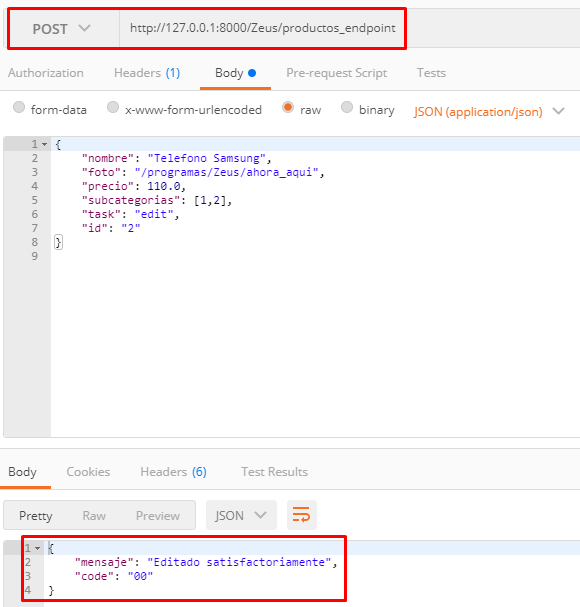 POST http://127.0.0.1:8000/Zeus/productos_endpoint
Authorization Headers (1) Body Pre-request Script Tests
form-data x-www-form-urlencoded raw binary JSON (application/json)
1 {
2 "nombre": "Telefono Samsung",
3 "foto": "/programas/Zeus/ahora_aqui",
4 "precio": 110.0,
5 "subcategorias": [1,2],
6 "task": "edit",
7 "id": "2"
8 }
9
Body Cookies Headers (6) Test Results
Pretty Raw Preview JSON
1 {
2 "mensaje": "Editado satisfactoriamente",
3 "code": "00"
4 }